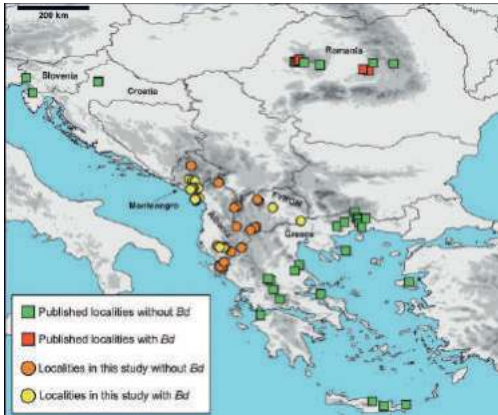 200 km
Romania
Slovenia
Croatia
Montenegro
FYROM
Albania
Greece
Published localities without Bd
Published localities with Bd
Localities in this study without Bd
Localities in this study with Bd